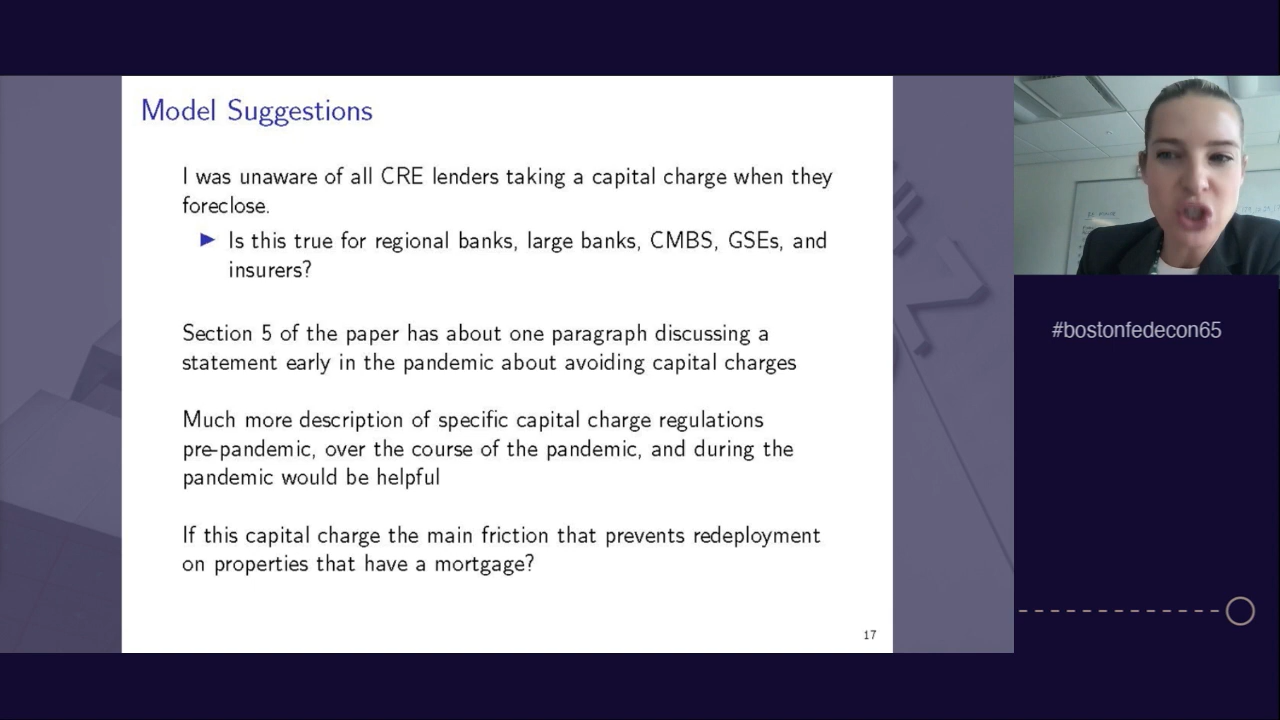 Model Suggestions
I was unaware of all CRE lenders taking a capital charge when they
foreclose.
Is this true for regional banks, large banks, CMBS, GSEs, and
insurers?
Section 5 of the paper has about one paragraph discussing a
statement early in the pandemic about avoiding capital charges
Much more description of specific capital charge regulations
pre-pandemic, over the course of the pandemic, and during the
pandemic would be helpful
If this capital charge the main friction that prevents redeployment
on properties that have a mortgage?
17
#bostonfedecon65